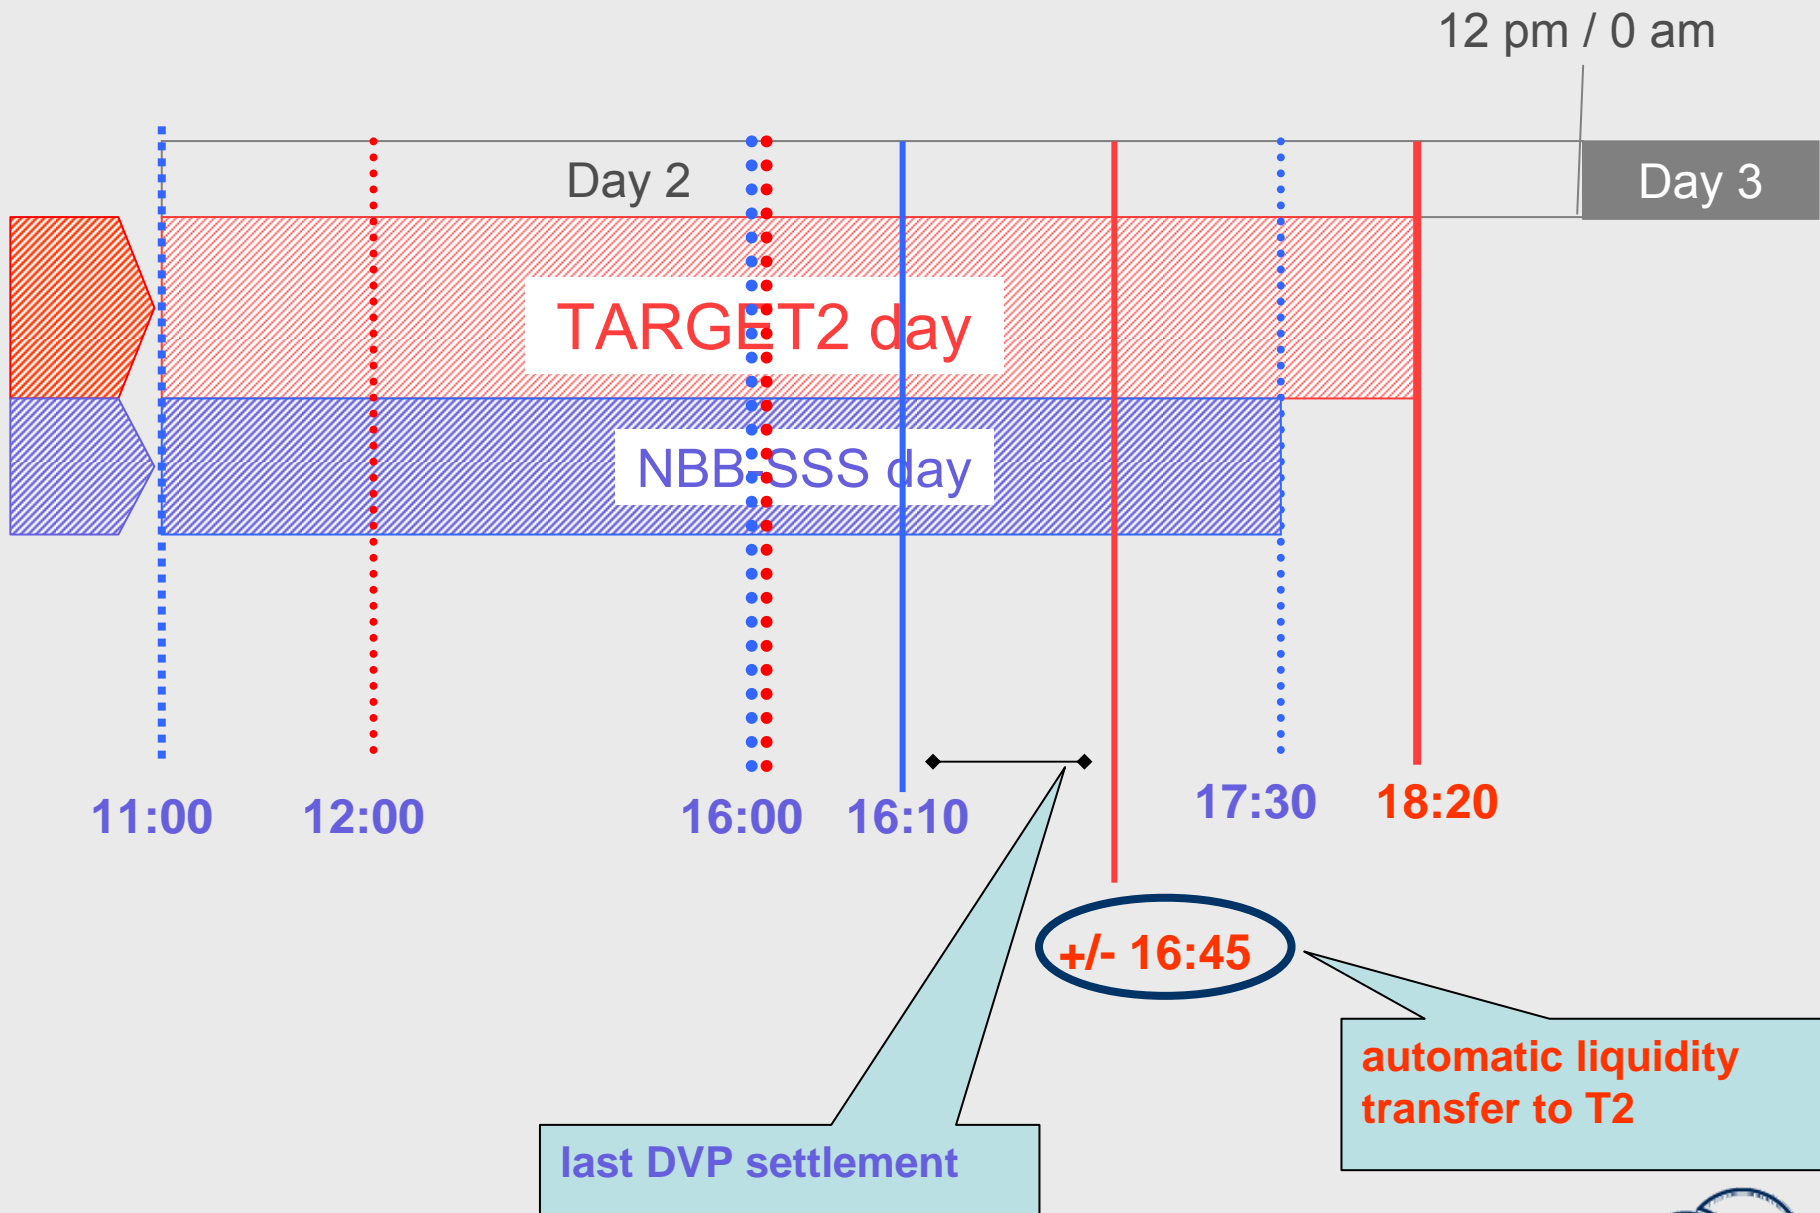 12 pm / 0 am
Day 2
Day 3
TARGET2 day
NBB-SSS day
11:00
12:00
16:00
16:10
17:30
18:20
+/- 16:45
automatic liquidity
transfer to T2
last DVP settlement